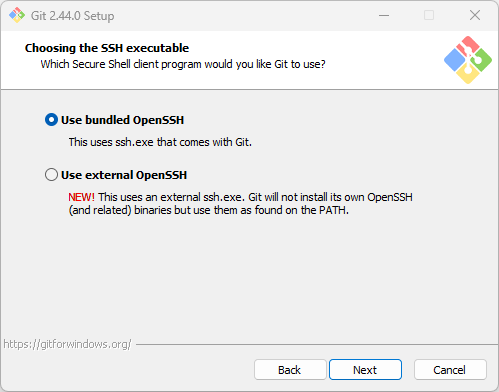 Git 2.44.0 Setup
Choosing the SSH executable
Which Secure Shell client program would you like Git to use?
Use bundled OpenSSH
This uses ssh.exe that comes with Git.
Use external OpenSSH
NEW! This uses an external ssh.exe. Git will not install its own OpenSSH
(and related) binaries but use them as found on the PATH.
https://gitforwindows.org/
Back Next Cancel